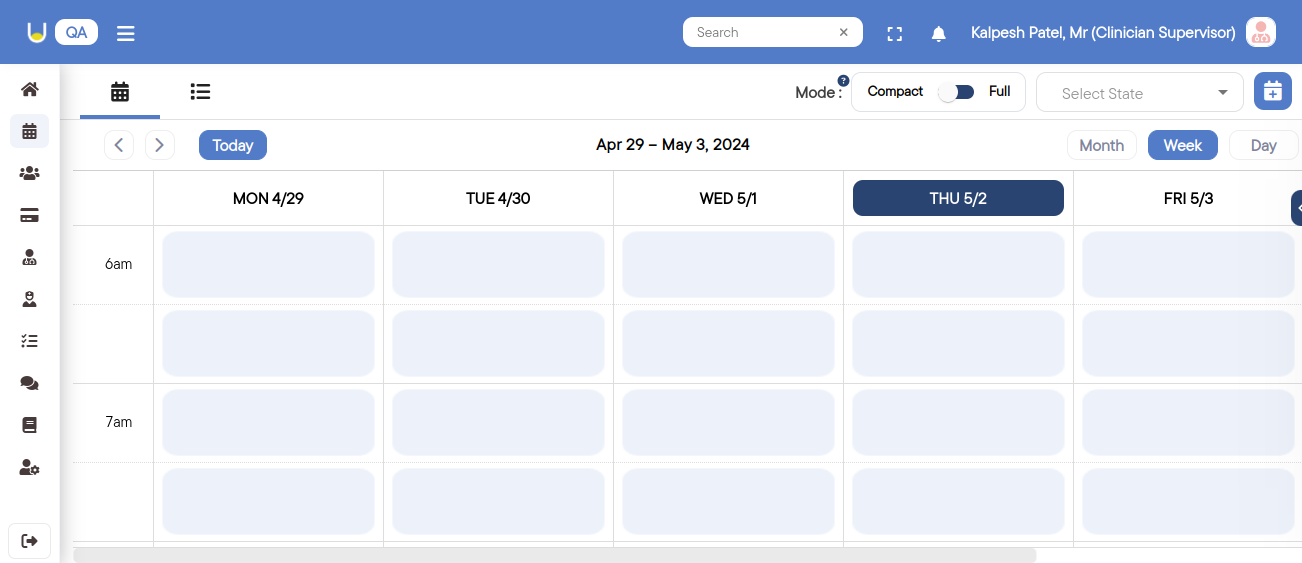 QA
Search
Kalpesh Patel, Mr (Clinician Supervisor)
Mode :
?
Compact
Full
Select State
Today
Apr 29 – May 3, 2024
Month
Week
Day
MON 4/29
TUE 4/30
WED 5/1
THU 5/2
FRI 5/3
6am
7am